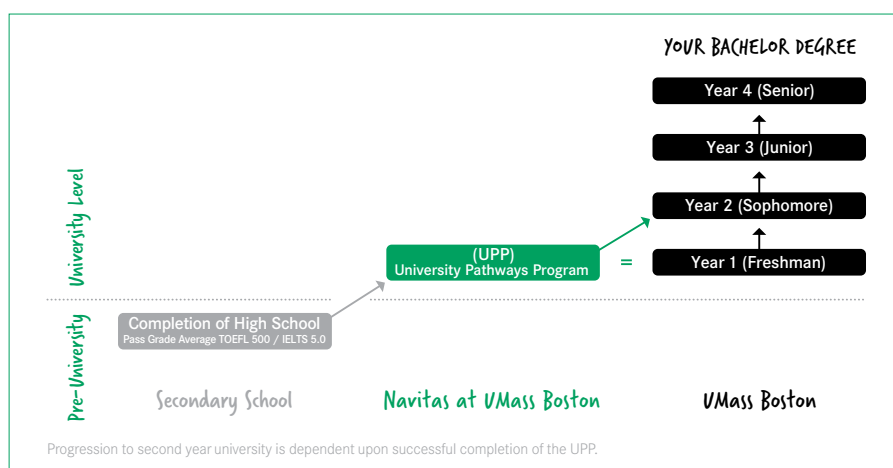 YOUR BACHELOR DEGREE
Year 4 (Senior)
Year 3 (Junior)
University Level
Year 2 (Sophomore)
(UPP)
University Pathways Program
=
Year 1 (Freshman)
Pre-University
Completion of High School
Pass Grade Average TOEFL 500 / IELTS 5.0
Secondary School
Navitas at UMass Boston
UMass Boston
Progression to second year university is dependent upon successful completion of the UPP.